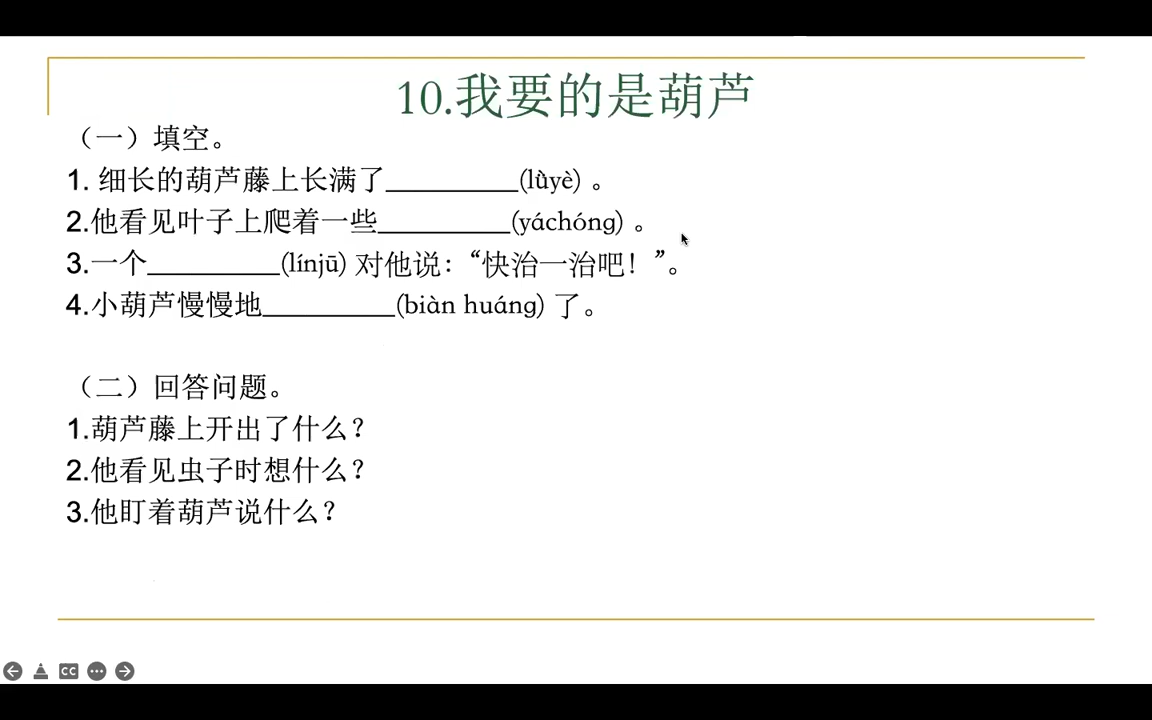 10.我要的是葫芦
（一）填空。
1. 细长的葫芦藤上长满了_________(lǜyè) 。
2.他看见叶子上爬着一些_________(yáchóng) 。
3.一个_________(línjū) 对他说：“快治一治吧！”。
4.小葫芦慢慢地_________(biàn huáng) 了。
（二）回答问题。
1.葫芦藤上开出了什么？
2.他看见虫子时想什么？
3.他盯着葫芦说什么？
CC